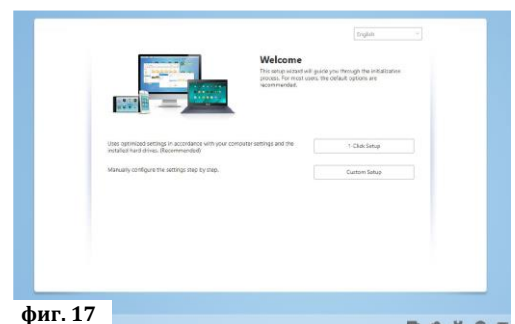 English
Welcome
This setup wizard will guide you through the initialization
process. For most users, the default options are
recommended.
Uses optimized settings in accordance with your computer settings and the
installed hard drives. (Recommended)
1-Click Setup
Manually configure the settings step by step.
Custom Setup
фиг. 17